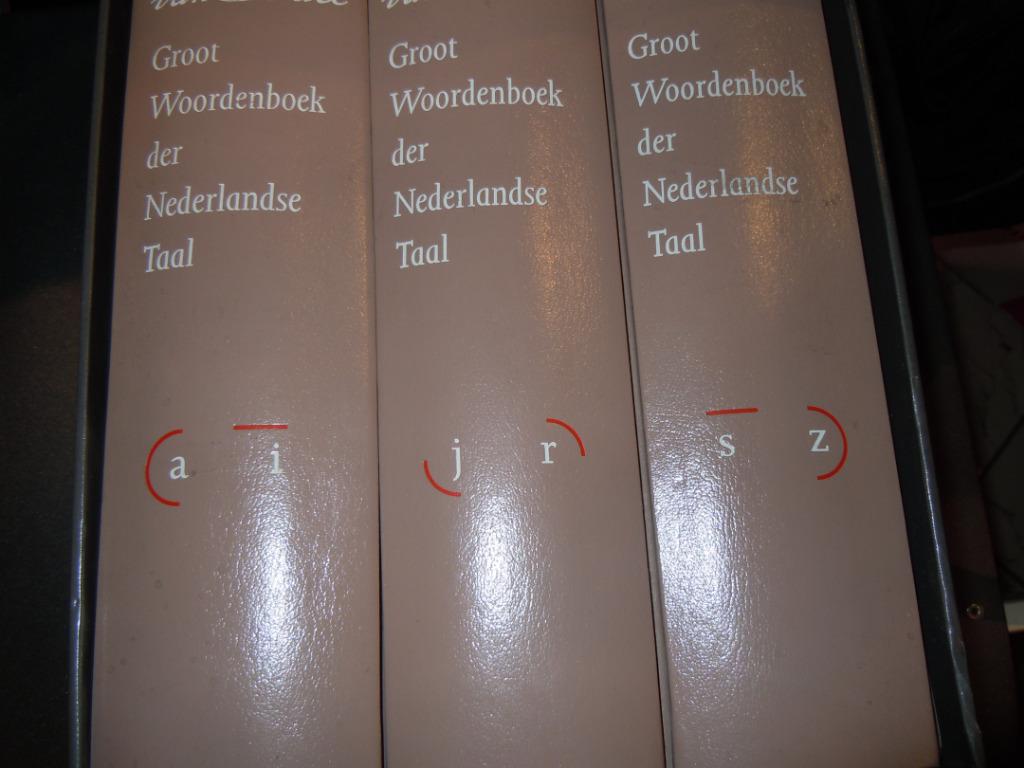 Groot
Woordenboek
der
Nederlandse
Taal
a i
Groot
Woordenboek
der
Nederlandse
Taal
j r
Groot
Woordenboek
der
Nederlandse
Taal
s z